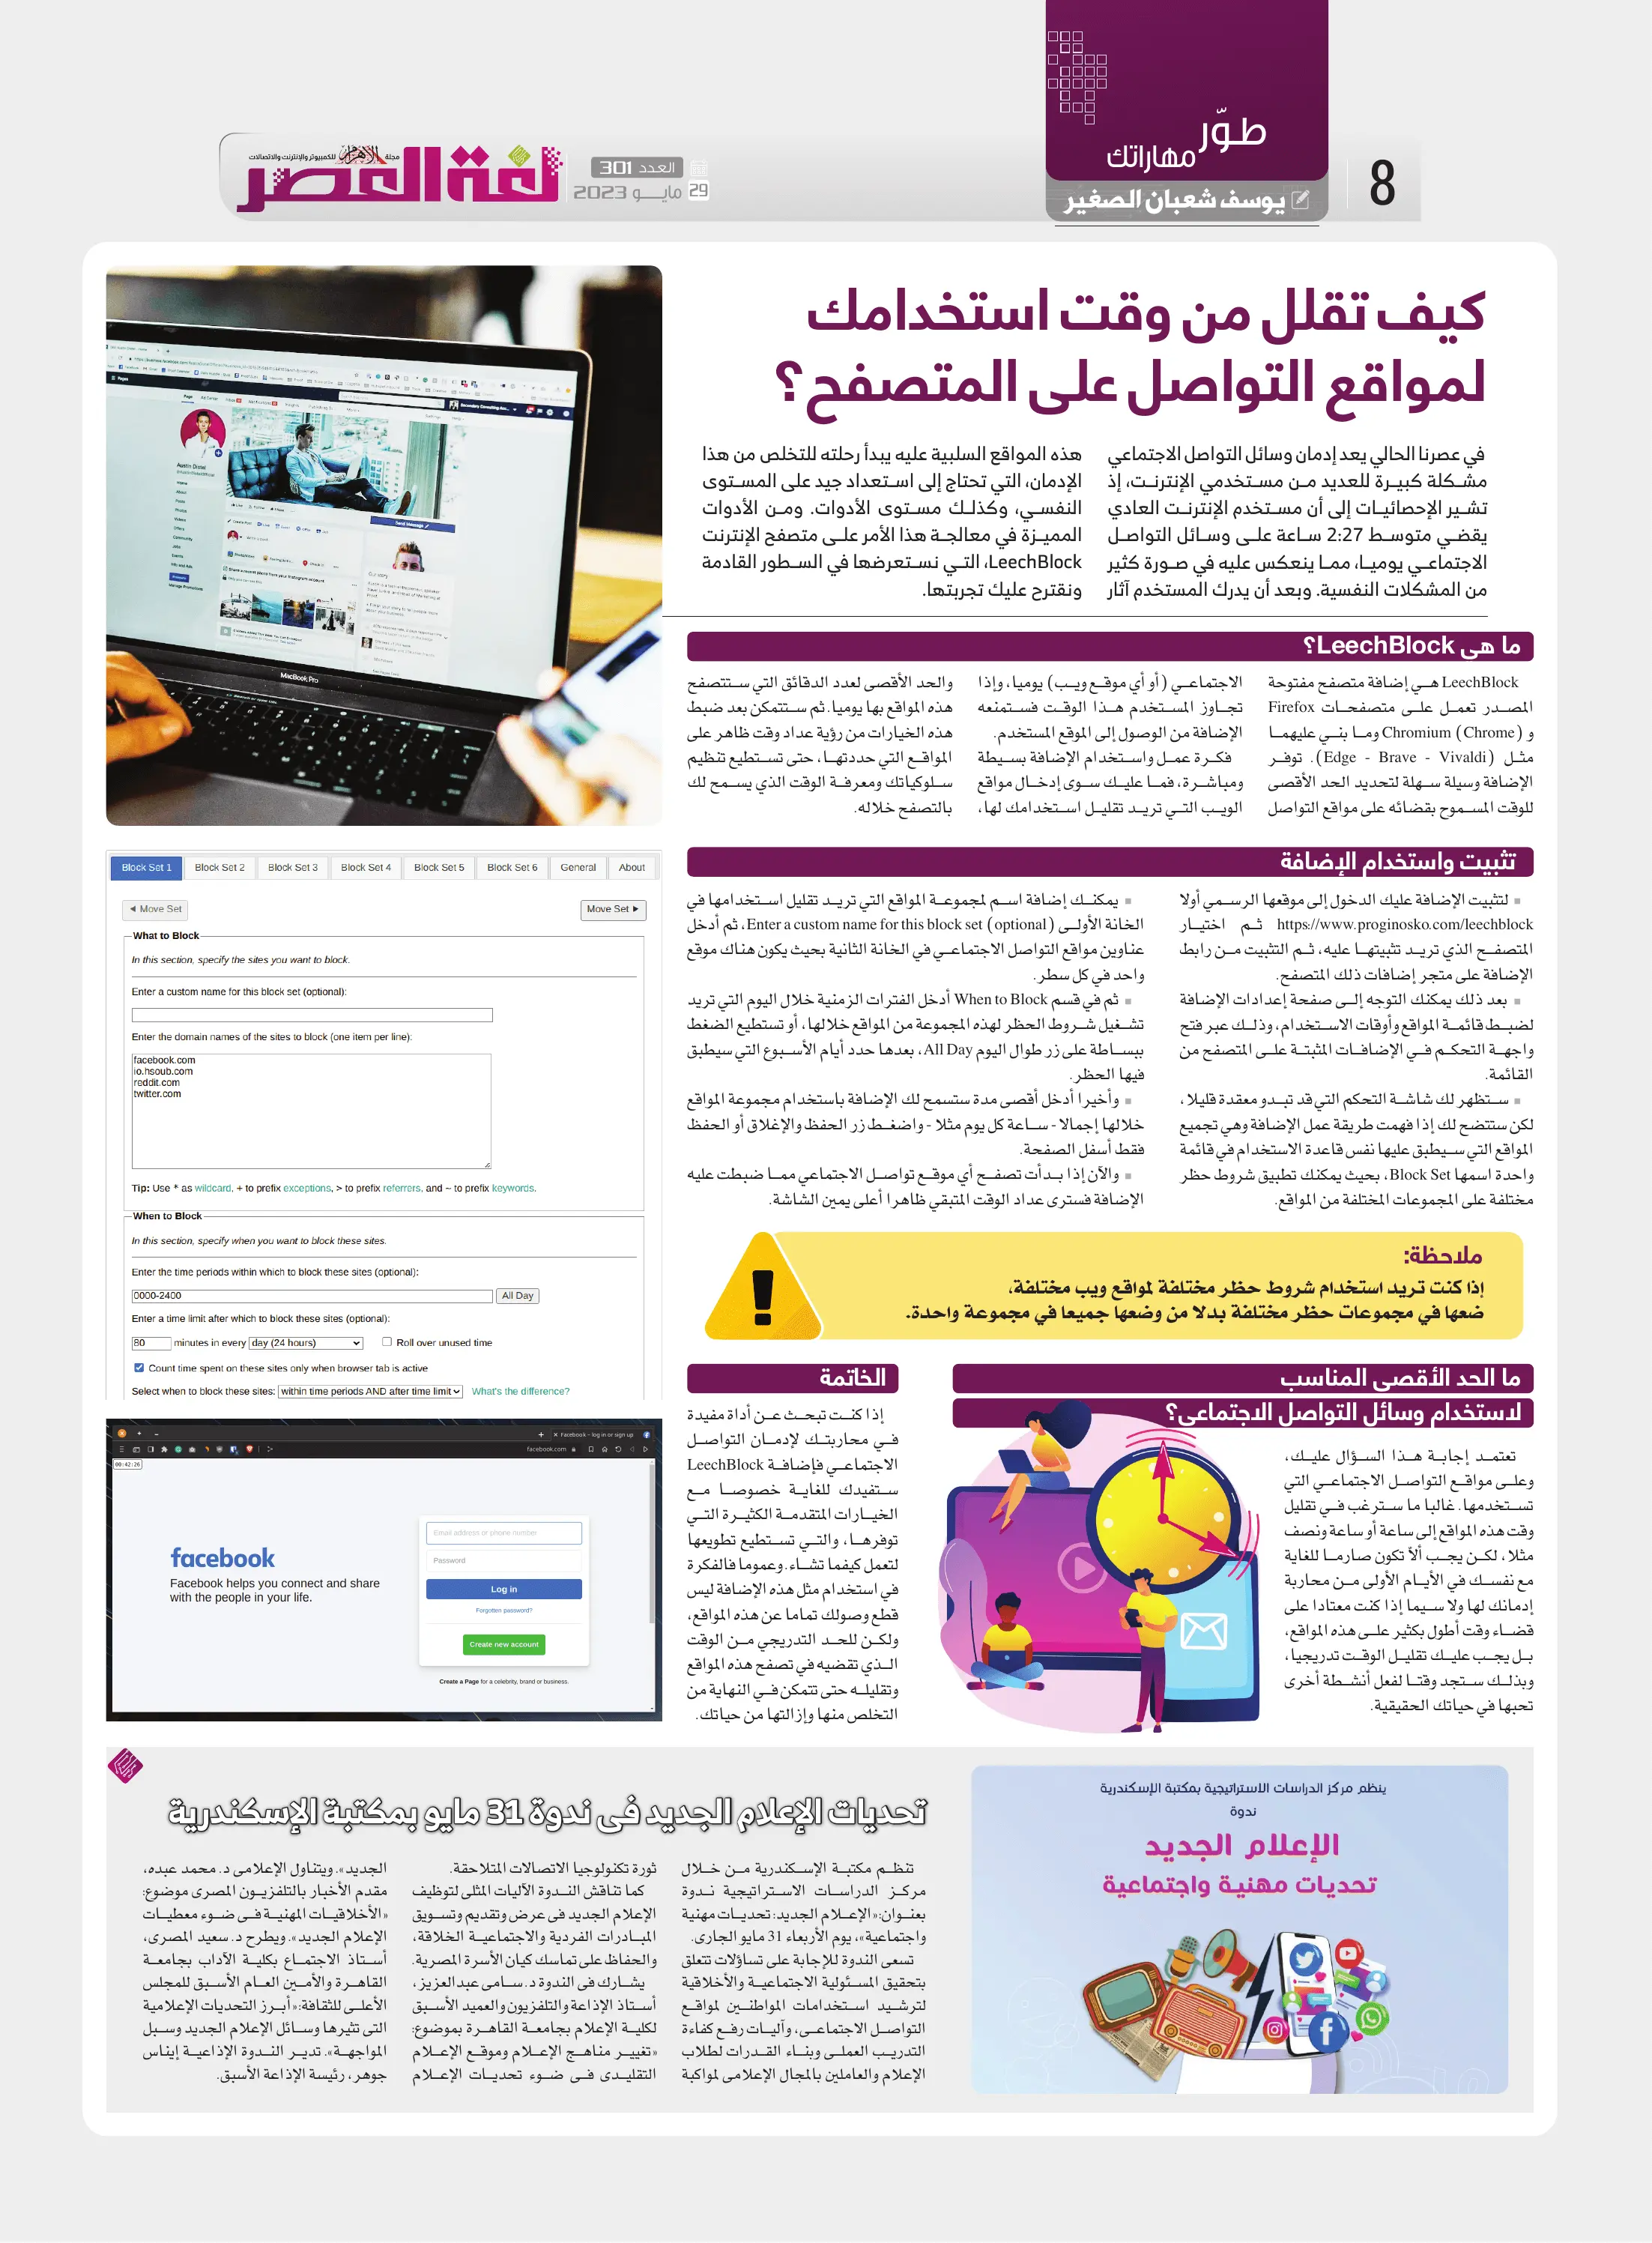 8
طوّر
مهاراتك
يوسف شعبان الصغير
العدد 301
29 مايـــو 2023
مجلة الأهرام للكمبيوتر والإنترنت والاتصالات
لغة العصر
كيف تقلل من وقت استخدامك
لمواقع التواصل على المتصفح؟
في عصرنا الحالي يعد إدمان وسائل التواصل الاجتماعي
مشكلة كبيرة للعديد من مستخدمي الإنترنت، إذ
تشير الإحصائيات إلى أن مستخدم الإنترنت العادي
يقضي متوسط 2:27 ساعة على وسائل التواصل
الاجتماعي يوميا، مما ينعكس عليه في صورة كثير
من المشكلات النفسية. وبعد أن يدرك المستخدم آثار
هذه المواقع السلبية عليه يبدأ رحلته للتخلص من هذا
الإدمان، التي تحتاج إلى استعداد جيد على المستوى
النفسي، وكذلك مستوى الأدوات. ومن الأدوات
المميزة في معالجة هذا الأمر على متصفح الإنترنت
LeechBlock، التي نستعرضها في السطور القادمة
ونقترح عليك تجربتها.
ما هى LeechBlock؟
LeechBlock هي إضافة متصفح مفتوحة
المصدر تعمل على متصفحات Firefox
و Chromium (Chrome) وما بني عليهما
مثل (Edge - Brave - Vivaldi). توفر
الإضافة وسيلة سهلة لتحديد الحد الأقصى
للوقت المسموح بقضائه على مواقع التواصل
الاجتماعي (أو أي موقع ويب) يوميا، وإذا
تجاوز المستخدم هذا الوقت فستمنعه
الإضافة من الوصول إلى الموقع المستخدم.
فكرة عمل واستخدام الإضافة بسيطة
ومباشرة، فما عليك سوى إدخال مواقع
الويب التي تريد تقليل استخدامك لها،
والحد الأقصى لعدد الدقائق التي ستتصفح
هذه المواقع بها يوميا. ثم ستتمكن بعد ضبط
هذه الخيارات من رؤية عداد وقت ظاهر على
المواقع التي حددتها، حتى تستطيع تنظيم
سلوكياتك ومعرفة الوقت الذي يسمح لك
بالتصفح خلاله.
تثبيت واستخدام الإضافة
■ لتثبيت الإضافة عليك الدخول إلى موقعها الرسمي أولا
https://www.proginosko.com/leechblock ثم اختيار
المتصفح الذي تريد تثبيتها عليه، ثم التثبيت من رابط
الإضافة على متجر إضافات ذلك المتصفح.
■ بعد ذلك يمكنك التوجه إلى صفحة إعدادات الإضافة
لضبط قائمة المواقع وأوقات الاستخدام، وذلك عبر فتح
واجهة التحكم في الإضافات المثبتة على المتصفح من
القائمة.
■ ستظهر لك شاشة التحكم التي قد تبدو معقدة قليلا،
لكن ستتضح لك إذا فهمت طريقة عمل الإضافة وهي تجميع
المواقع التي سيطبق عليها نفس قاعدة الاستخدام في قائمة
واحدة اسمها Block Set، بحيث يمكنك تطبيق شروط حظر
مختلفة على المجموعات المختلفة من المواقع.
■ يمكنك إضافة اسم لمجموعة المواقع التي تريد تقليل استخدامها في
الخانة الأولى Enter a custom name for this block set (optional)، ثم أدخل
عناوين مواقع التواصل الاجتماعي في الخانة الثانية بحيث يكون هناك موقع
واحد في كل سطر.
■ ثم في قسم When to Block أدخل الفترات الزمنية خلال اليوم التي تريد
تشغيل شروط الحظر لهذه المجموعة من المواقع خلالها، أو تستطيع الضغط
ببساطة على زر طوال اليوم All Day، بعدها حدد أيام الأسبوع التي سيطبق
فيها الحظر.
■ وأخيرا أدخل أقصى مدة ستسمح لك الإضافة باستخدام مجموعة المواقع
خلالها إجمالا - ساعة كل يوم مثلا - واضغط زر الحفظ والإغلاق أو الحفظ
فقط أسفل الصفحة.
■ والآن إذا بدأت تصفح أي موقع تواصل الاجتماعي مما ضبطت عليه
الإضافة فسترى عداد الوقت المتبقي ظاهرا أعلى يمين الشاشة.
ملاحظة:
إذا كنت تريد استخدام شروط حظر مختلفة لمواقع ويب مختلفة،
ضعها في مجموعات حظر مختلفة بدلا من وضعها جميعا في مجموعة واحدة.
ما الحد الأقصى المناسب
لاستخدام وسائل التواصل الاجتماعى؟
تعتمد إجابة هذا السؤال عليك،
وعلى مواقع التواصل الاجتماعي التي
تستخدمها. غالبا ما سترغب في تقليل
وقت هذه المواقع إلى ساعة أو ساعة ونصف
مثلا، لكن يجب ألاّ تكون صارما للغاية
مع نفسك في الأيام الأولى من محاربة
إدمانك لها ولا سيما إذا كنت معتادا على
قضاء وقت أطول بكثير على هذه المواقع،
بل يجب عليك تقليل الوقت تدريجيا،
وبذلك ستجد وقتا لفعل أنشطة أخرى
تحبها في حياتك الحقيقية.
الخاتمة
إذا كنت تبحث عن أداة مفيدة
في محاربتك لإدمان التواصل
الاجتماعي فإضافة LeechBlock
ستفيدك للغاية خصوصا مع
الخيارات المتقدمة الكثيرة التي
توفرها، والتي تستطيع تطويعها
لتعمل كيفما تشاء. وعموما فالفكرة
في استخدام مثل هذه الإضافة ليس
قطع وصولك تماما عن هذه المواقع،
ولكن للحد التدريجي من الوقت
الذي تقضيه في تصفح هذه المواقع
وتقليله حتى تتمكن في النهاية من
التخلص منها وإزالتها من حياتك.
MacBook Pro
Austin Distel
Send Message
Our story
Block Set 1 Block Set 2 Block Set 3 Block Set 4 Block Set 5 Block Set 6 General About
◄ Move Set Move Set ►
What to Block
In this section, specify the sites you want to block.
Enter a custom name for this block set (optional):
Enter the domain names of the sites to block (one item per line):
facebook.com
io.hsoub.com
reddit.com
twitter.com
Tip: Use * as wildcard, + to prefix exceptions, > to prefix referrers, and ~ to prefix keywords.
When to Block
In this section, specify when you want to block these sites.
Enter the time periods within which to block these sites (optional):
0000-2400 All Day
Enter a time limit after which to block these sites (optional):
80 minutes in every day (24 hours) Roll over unused time
Count time spent on these sites only when browser tab is active
Select when to block these sites: within time periods AND after time limit What's the difference?
Facebook – log in or sign up
facebook.com
00:42:26
facebook
Facebook helps you connect and share
with the people in your life.
Email address or phone number
Password
Log in
Forgotten password?
Create new account
Create a Page for a celebrity, brand or business.
ينظم مركز الدراسات الاستراتيجية بمكتبة الإسكندرية
ندوة
الإعلام الجديد
تحديات مهنية واجتماعية
تحديات الإعلام الجديد فى ندوة 31 مايو بمكتبة الإسكندرية
تنظم مكتبة الإسكندرية من خلال
مركز الدراسات الاستراتيجية ندوة
بعنوان: «الإعلام الجديد: تحديات مهنية
واجتماعية»، يوم الأربعاء 31 مايو الجارى.
تسعى الندوة للإجابة على تساؤلات تتعلق
بتحقيق المسئولية الاجتماعية والأخلاقية
لترشيد استخدامات المواطنين لمواقع
التواصل الاجتماعى، وآليات رفع كفاءة
التدريب العملى وبناء القدرات لطلاب
الإعلام والعاملين بالمجال الإعلامى لمواكبة
ثورة تكنولوجيا الاتصالات المتلاحقة.
كما تناقش الندوة الآليات المثلى لتوظيف
الإعلام الجديد فى عرض وتقديم وتسويق
المبادرات الفردية والاجتماعية الخلاقة،
والحفاظ على تماسك كيان الأسرة المصرية.
يشارك فى الندوة د. سامى عبدالعزيز،
أستاذ الإذاعة والتلفزيون والعميد الأسبق
لكلية الإعلام بجامعة القاهرة بموضوع:
«تغيير مناهج الإعلام وموقع الإعلام
التقليدى فى ضوء تحديات الإعلام
الجديد». ويتناول الإعلامى د. محمد عبده،
مقدم الأخبار بالتلفزيون المصرى موضوع:
«الأخلاقيات المهنية فى ضوء معطيات
الإعلام الجديد». ويطرح د. سعيد المصرى،
أستاذ الاجتماع بكلية الآداب بجامعة
القاهرة والأمين العام الأسبق للمجلس
الأعلى للثقافة: «أبرز التحديات الإعلامية
التى تثيرها وسائل الإعلام الجديد وسبل
المواجهة». تدير الندوة الإذاعية إيناس
جوهر، رئيسة الإذاعة الأسبق.